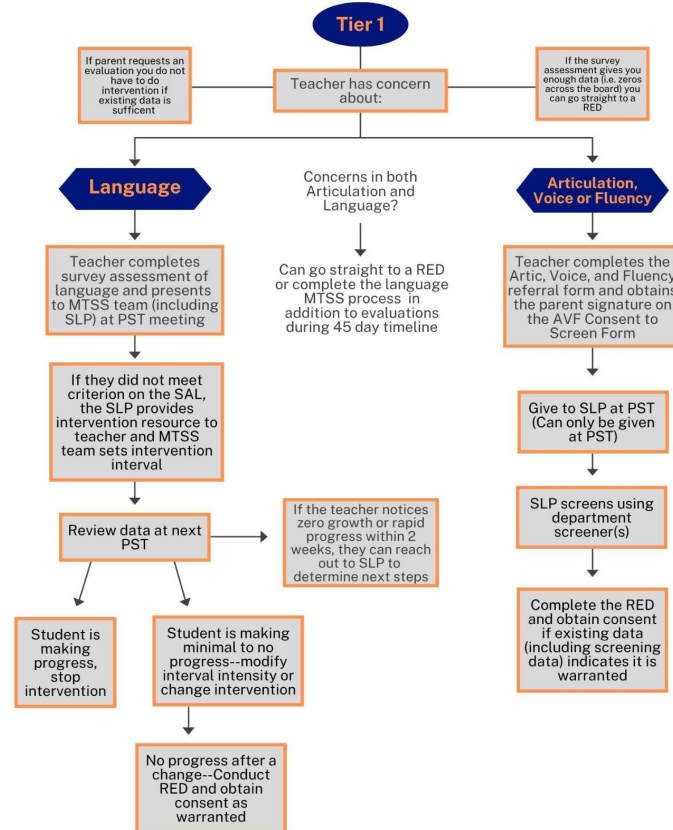 Tier 1
If parent requests an
evaluation you do not
have to do
intervention if
existing data is
sufficent
Teacher has concern
about:
If the survey
assessment gives you
enough data (i.e. zeros
across the board) you
can go straight to a
RED
Language
Concerns in both
Articulation and
Language?
Articulation,
Voice or Fluency
Teacher completes
survey assessment of
language and presents
to MTSS team (including
SLP) at PST meeting
Can go straight to a RED
or complete the language
MTSS process in
addition to evaluations
during 45 day timeline
Teacher completes the
Artic, Voice, and Fluency
referral form and obtains
the parent signature on
the AVF Consent to
Screen Form
If they did not meet
criterion on the SAL,
the SLP provides
intervention resource to
teacher and MTSS
team sets intervention
interval
Give to SLP at PST
(Can only be given
at PST)
Review data at next
PST
If the teacher notices
zero growth or rapid
progress within 2
weeks, they can reach
out to SLP to
determine next steps
SLP screens using
department
screener(s)
Student is
making
progress,
stop
intervention
Student is making
minimal to no
progress--modify
interval intensity or
change intervention
Complete the RED
and obtain consent
if existing data
(including screening
data) indicates it is
warranted
No progress after a
change--Conduct
RED and obtain
consent as
warranted